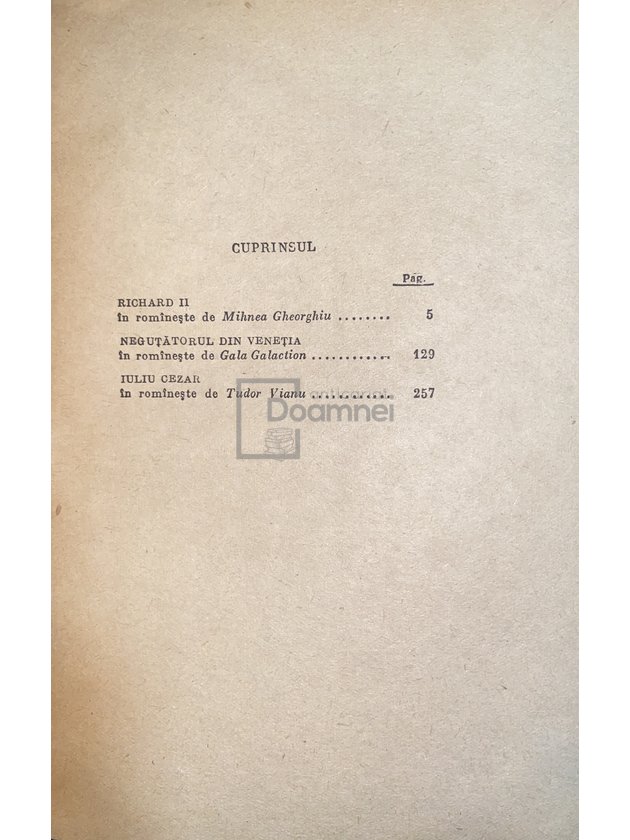 CUPRINSUL
Pag.
RICHARD II
în romînește de Mihnea Gheorghiu ........ 5
NEGUȚĂTORUL DIN VENEȚIA
în romînește de Gala Galaction ............ 129
IULIU CEZAR
în romînește de Tudor Vianu ............ 257
anticariat
Doamnei